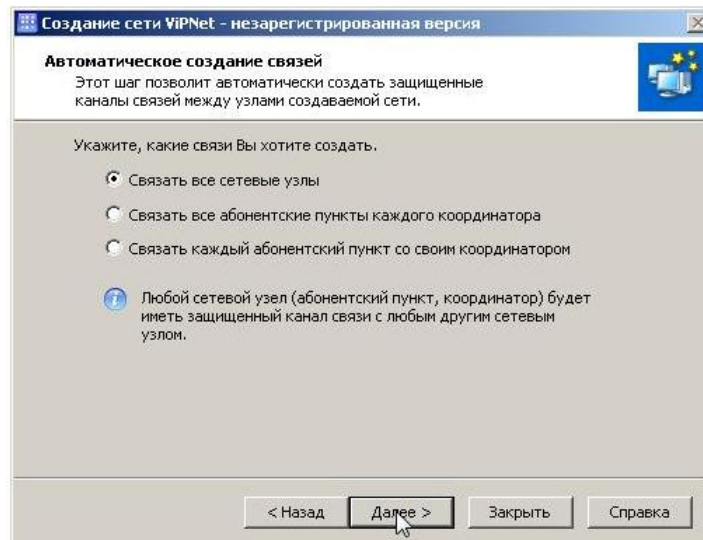 Создание сети ViPNet - незарегистрированная версия
Автоматическое создание связей
Этот шаг позволит автоматически создать защищенные
каналы связей между узлами создаваемой сети.
Укажите, какие связи Вы хотите создать.
Связать все сетевые узлы
Связать все абонентские пункты каждого координатора
Связать каждый абонентский пункт со своим координатором
Любой сетевой узел (абонентский пункт, координатор) будет
иметь защищенный канал связи с любым другим сетевым
узлом.
< Назад Далее > Закрыть Справка